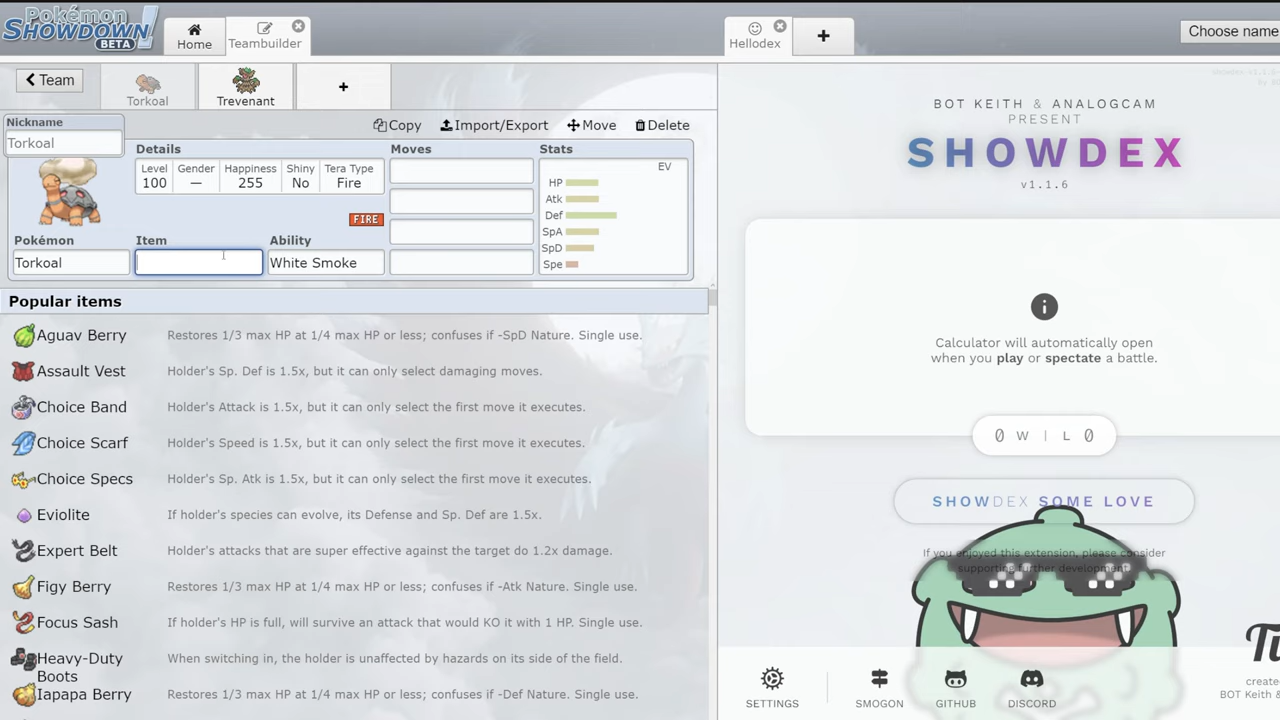 Pokémon
SHOWDOWN!
BETA
Home
Teambuilder
Hellodex
+
Choose name
Team
Torkoal
Trevenant
+
Nickname
Torkoal
Copy
Import/Export
Move
Delete
Details
Level
100
Gender
—
Happiness
255
Shiny
No
Tera Type
Fire
FIRE
Pokémon
Torkoal
Item
Ability
White Smoke
Moves
Stats
EV
HP
Atk
Def
SpA
SpD
Spe
Popular items
Aguav Berry Restores 1/3 max HP at 1/4 max HP or less; confuses if -SpD Nature. Single use.
Assault Vest Holder's Sp. Def is 1.5x, but it can only select damaging moves.
Choice Band Holder's Attack is 1.5x, but it can only select the first move it executes.
Choice Scarf Holder's Speed is 1.5x, but it can only select the first move it executes.
Choice Specs Holder's Sp. Atk is 1.5x, but it can only select the first move it executes.
Eviolite If holder's species can evolve, its Defense and Sp. Def are 1.5x.
Expert Belt Holder's attacks that are super effective against the target do 1.2x damage.
Figy Berry Restores 1/3 max HP at 1/4 max HP or less; confuses if -Atk Nature. Single use.
Focus Sash If holder's HP is full, will survive an attack that would KO it with 1 HP. Single use.
Heavy-Duty Boots When switching in, the holder is unaffected by hazards on its side of the field.
Iapapa Berry Restores 1/3 max HP at 1/4 max HP or less; confuses if -Def Nature. Single use.
BOT KEITH & ANALOGCAM
PRESENT
SHOWDEX
v1.1.6
Calculator will automatically open
when you play or spectate a battle.
0 W | L 0
SHOWDEX SOME LOVE
If you enjoyed this extension, please consider
supporting further development.
SETTINGS
SMOGON
GITHUB
DISCORD
BOT Keith &